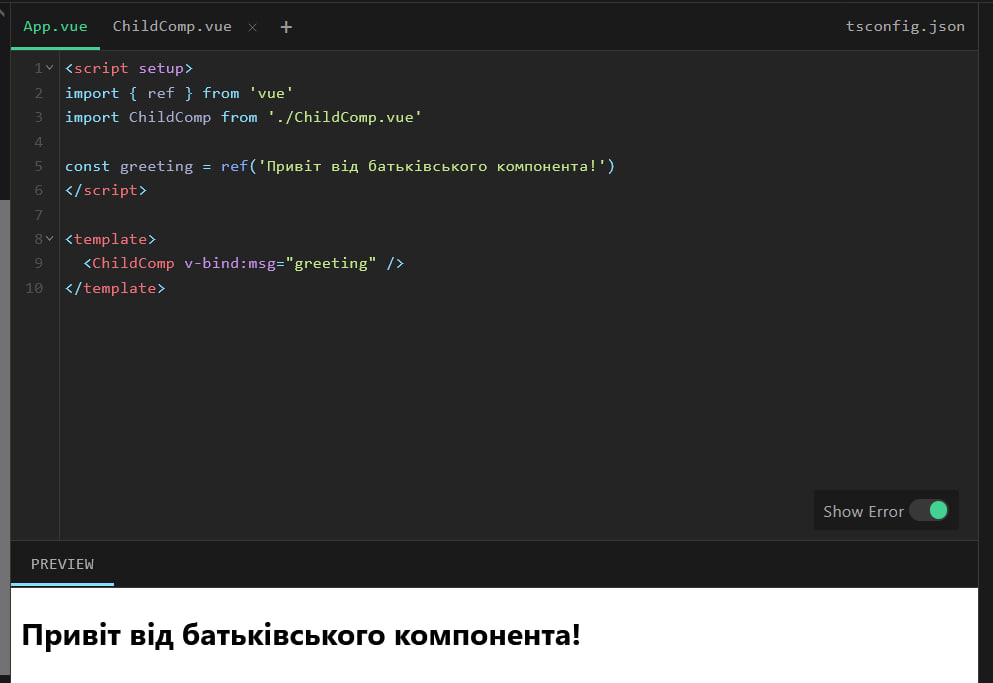 App.vue ChildComp.vue × + tsconfig.json
1 <script setup>
2 import { ref } from 'vue'
3 import ChildComp from './ChildComp.vue'
4
5 const greeting = ref('Привіт від батьківського компонента!')
6 </script>
7
8 <template>
9   <ChildComp v-bind:msg="greeting" />
10 </template>
Show Error
PREVIEW
Привіт від батьківського компонента!